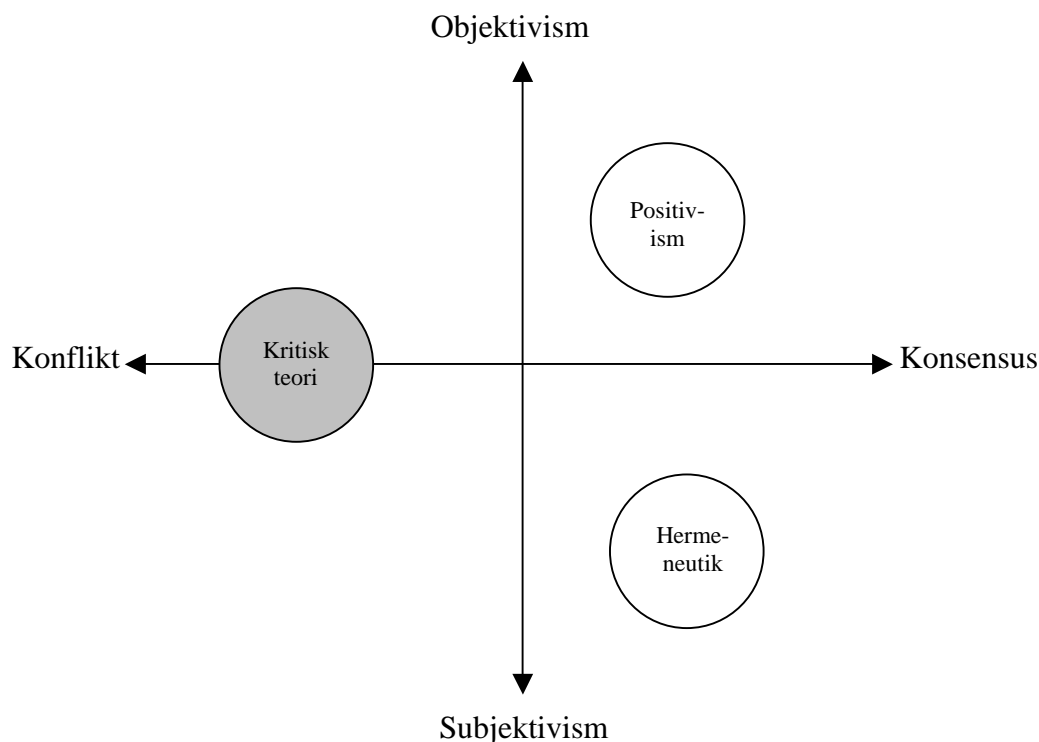 Objektivism
Positiv-
ism
Konflikt
Kritisk
teori
Konsensus
Herme-
neutik
Subjektivism